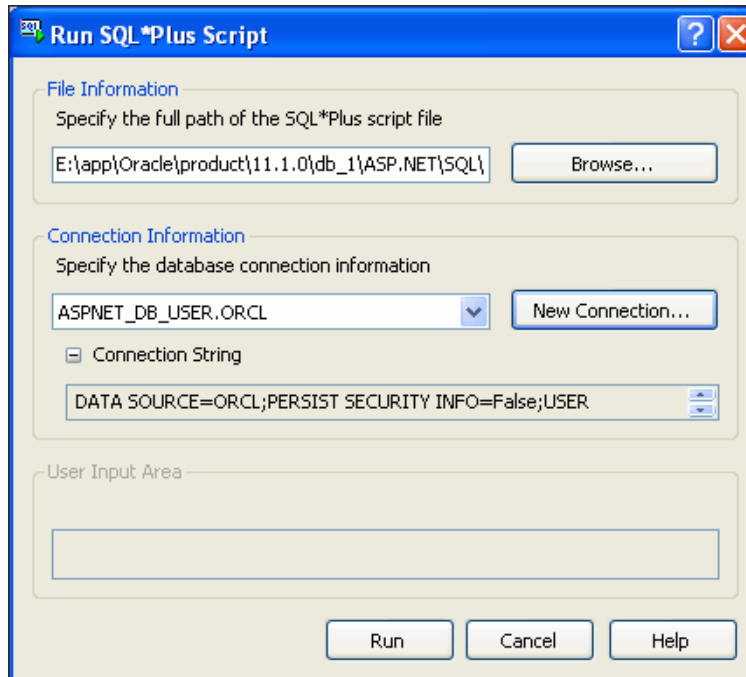 Run SQL*Plus Script
File Information
Specify the full path of the SQL*Plus script file
E:\app\Oracle\product\11.1.0\db_1\ASP.NET\SQL\ Browse...
Connection Information
Specify the database connection information
ASPNET_DB_USER.ORCL New Connection...
Connection String
DATA SOURCE=ORCL;PERSIST SECURITY INFO=False;USER
User Input Area
Run Cancel Help